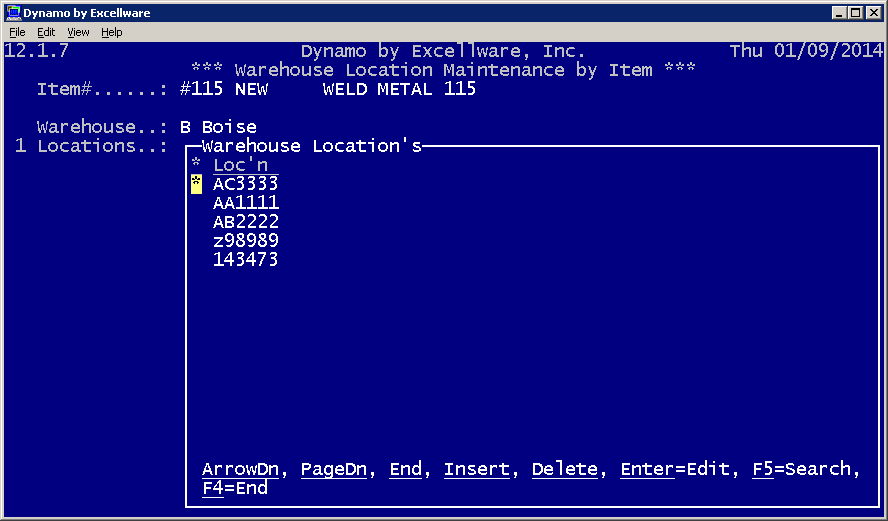 Dynamo by Excellware
File Edit View Help
12.1.7 Dynamo by Excellware, Inc. Thu 01/09/2014
*** Warehouse Location Maintenance by Item ***
Item#......: #115 NEW WELD METAL 115
Warehouse..: B Boise
1 Locations..: Warehouse Location's
* Loc'n
* AC3333
AA1111
AB2222
z98989
143473
ArrowDn, PageDn, End, Insert, Delete, Enter=Edit, F5=Search,
F4=End